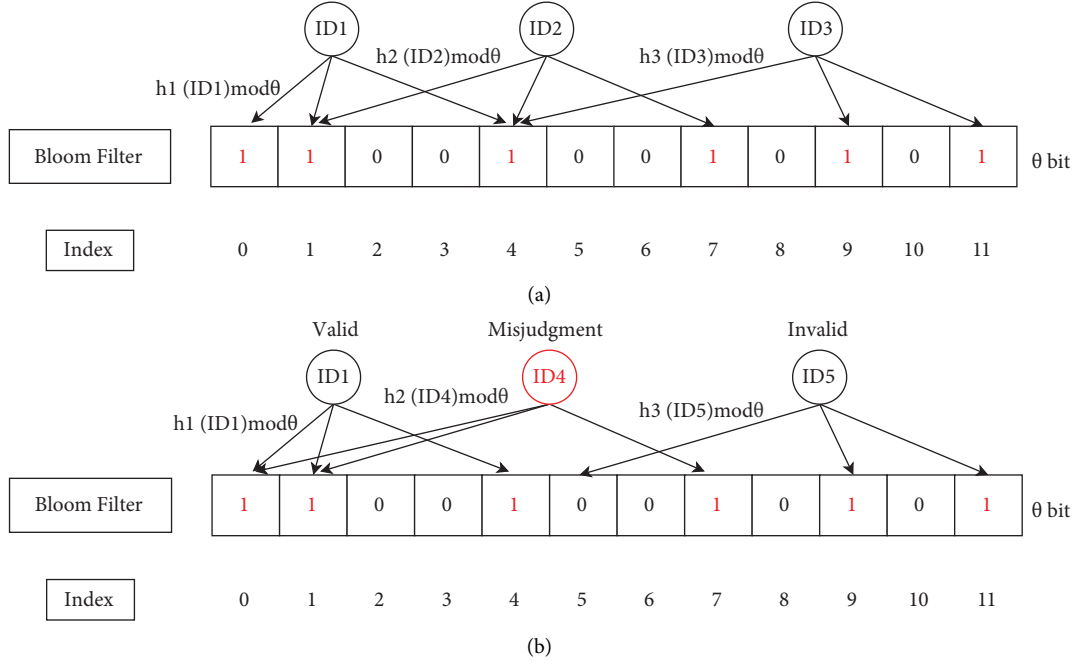 ID1 ID2 ID3
h1 (ID1)modθ h2 (ID2)modθ h3 (ID3)modθ
Bloom Filter 1 1 0 0 1 0 0 1 0 1 0 1 θ bit
Index 0 1 2 3 4 5 6 7 8 9 10 11
(a)
Valid Misjudgment Invalid
ID1 ID4 ID5
h1 (ID1)modθ h2 (ID4)modθ h3 (ID5)modθ
Bloom Filter 1 1 0 0 1 0 0 1 0 1 0 1 θ bit
Index 0 1 2 3 4 5 6 7 8 9 10 11
(b)